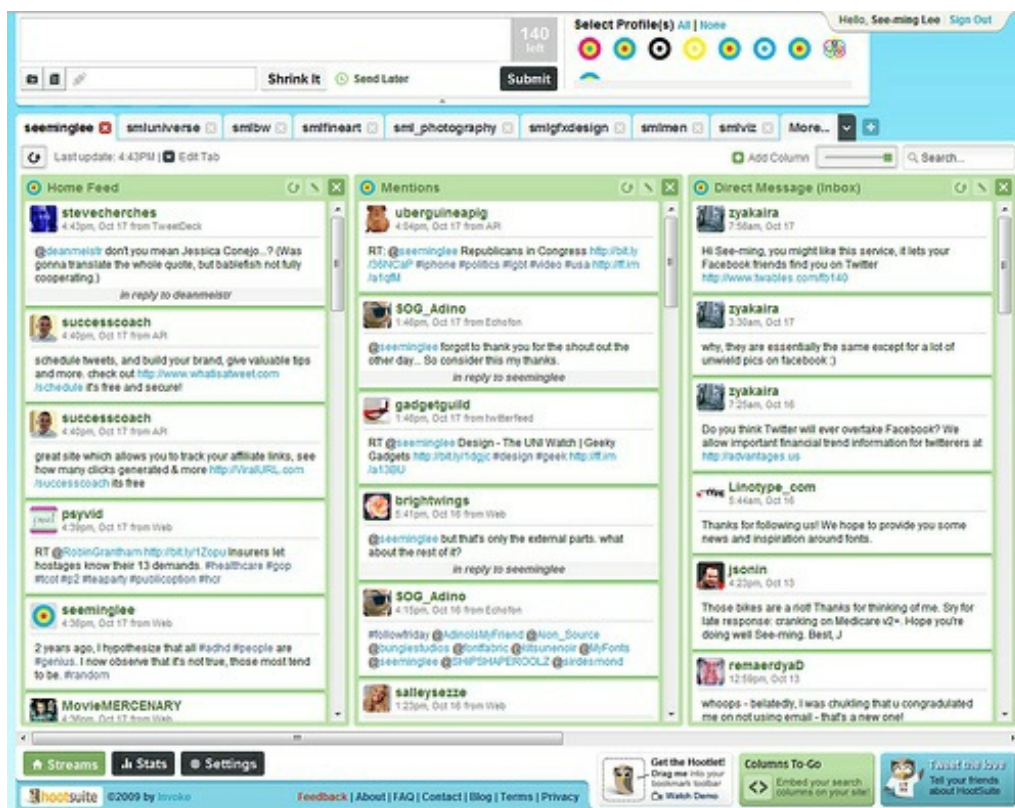 140
left
Select Profile(s) All | None
Hello, See-ming Lee | Sign Out
Shrink It
Send Later
Submit
seeminglee
smluniverse
smlbw
smlfineart
sml_photography
smlgfxdesign
smlmen
smlviz
More...
Last update: 4:43PM | Edit Tab
Add Column
Search...
Home Feed
stevecherches
4:43pm, Oct 17 from TweetDeck
@deanmeistr don't you mean Jessica Conejo...? (Was
gonna translate the whole quote, but bablefish not fully
cooperating.)
in reply to deanmeistr
successcoach
4:40pm, Oct 17 from API
schedule tweets, and build your brand, give valuable tips
and more. check out http://www.whatisatweet.com
/schedule it's free and secure!
successcoach
4:40pm, Oct 17 from API
great site which allows you to track your affiliate links, see
how many clicks generated & more http://ViralURL.com
/successcoach its free
psyvid
4:39pm, Oct 17 from Web
RT @RobinGrantham http://bit.ly/1Zopu Insurers let
hostages know their 13 demands. #healthcare #gop
#tcot #p2 #teaparty #publicoption #hcr
seeminglee
4:36pm, Oct 17 from Web
2 years ago, I hypothesize that all #adhd #people are
#genius. I now observe that it's not true, those most tend
to be. #random
MovieMERCENARY
4:36pm, Oct 17 from Web
Mentions
uberguineapig
4:54pm, Oct 17 from API
RT: @seeminglee Republicans in Congress http://bit.ly
/36NCaP #iphone #politics #lgbt #video #usa http://ff.im
/a1qfM
SOG_Adino
1:46pm, Oct 17 from Echofon
@seeminglee forgot to thank you for the shout out the
other day... So consider this my thanks.
in reply to seeminglee
gadgetguild
1:46pm, Oct 17 from twitterfeed
RT @seeminglee Design - The UNI Watch | Geeky
Gadgets http://bit.ly/1dgjc #design #geek http://ff.im
/a13BU
brightwings
5:41pm, Oct 16 from Web
@seeminglee but that's only the external parts. what
about the rest of it?
in reply to seeminglee
SOG_Adino
4:15pm, Oct 16 from Echofon
#followfriday @AdinoIsMyFriend @Aion_Source
@bungiestudios @fontfabric @kitsunenoir @MyFonts
@seeminglee @SHIPSHAPEROOLZ @sirdesmond
salleysezze
1:23pm, Oct 16 from Web
Direct Message (Inbox)
zyakaira
7:58am, Oct 17
Hi See-ming, you might like this service, it lets your
Facebook friends find you on Twitter
http://www.twables.com/fb140
zyakaira
3:30am, Oct 17
why, they are essentially the same except for a lot of
unwield pics on facebook :)
zyakaira
7:25am, Oct 16
Do you think Twitter will ever overtake Facebook? We
allow important financial trend information for twitterers at
http://advantages.us
Linotype_com
5:44am, Oct 16
Thanks for following us! We hope to provide you some
news and inspiration around fonts.
jsonin
4:23pm, Oct 13
Those bikes are a riot! Thanks for thinking of me. Sry for
late response: cranking on Medicare v2+. Hope you're
doing well See-ming. Best, J
remaerdyaD
12:59pm, Oct 13
whoops - belatedly, I was chukling that u congradulated
me on not using email - that's a new one!
Streams
Stats
Settings
Get the Hootlet!
Drag me into your
bookmark toolbar
Watch Demo
Columns To-Go
Embed your search
columns on your site!
Tweet the love
Tell your friends
about HootSuite
hootsuite ©2009 by Invoke
Feedback | About | FAQ | Contact | Blog | Terms | Privacy